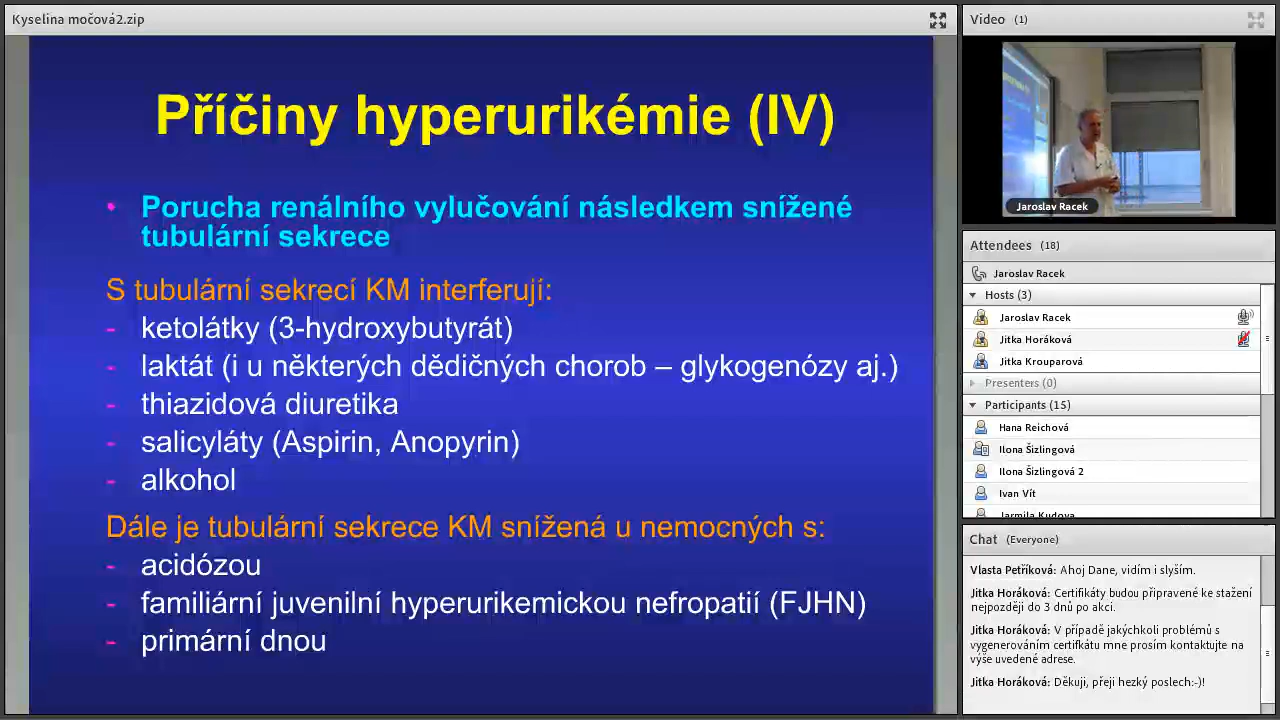 Kyselina močová2.zip
Příčiny hyperurikémie (IV)
• Porucha renálního vylučování následkem snížené
tubulární sekrece
S tubulární sekrecí KM interferují:
- ketolátky (3-hydroxybutyrát)
- laktát (i u některých dědičných chorob – glykogenózy aj.)
- thiazidová diuretika
- salicyláty (Aspirin, Anopyrin)
- alkohol
Dále je tubulární sekrece KM snížená u nemocných s:
- acidózou
- familiární juvenilní hyperurikemickou nefropatií (FJHN)
- primární dnou
Video (1)
Jaroslav Racek
Attendees (18)
Jaroslav Racek
Hosts (3)
Jaroslav Racek
Jitka Horáková
Jitka Krouparová
Presenters (0)
Participants (15)
Hana Reichová
Ilona Šizlingová
Ilona Šizlingová 2
Ivan Vít
Jarmila Kudova
Chat (Everyone)
Vlasta Petříková: Ahoj Dane, vidím i slyším.
Jitka Horáková: Certifikáty budou připravené ke stažení
nejpozději do 3 dnů po akci.
Jitka Horáková: V případě jakýchkoli problémů s
vygenerováním certifkátu mne prosím kontaktujte na
výše uvedené adrese.
Jitka Horáková: Děkuji, přeji hezký poslech:-)!